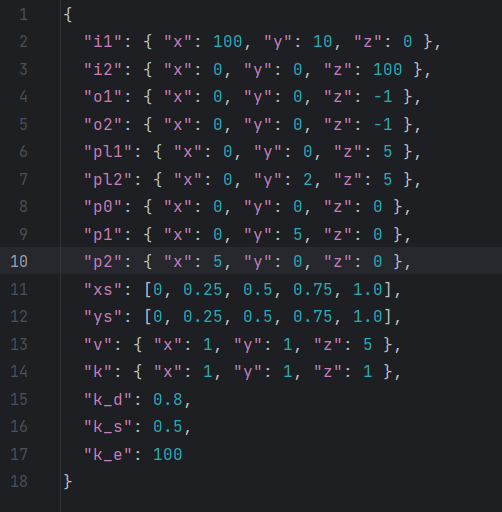 1 {
2 "i1": { "x": 100, "y": 10, "z": 0 },
3 "i2": { "x": 0, "y": 0, "z": 100 },
4 "o1": { "x": 0, "y": 0, "z": -1 },
5 "o2": { "x": 0, "y": 0, "z": -1 },
6 "pl1": { "x": 0, "y": 0, "z": 5 },
7 "pl2": { "x": 0, "y": 2, "z": 5 },
8 "p0": { "x": 0, "y": 0, "z": 0 },
9 "p1": { "x": 0, "y": 5, "z": 0 },
10 "p2": { "x": 5, "y": 0, "z": 0 },
11 "xs": [0, 0.25, 0.5, 0.75, 1.0],
12 "ys": [0, 0.25, 0.5, 0.75, 1.0],
13 "v": { "x": 1, "y": 1, "z": 5 },
14 "k": { "x": 1, "y": 1, "z": 1 },
15 "k_d": 0.8,
16 "k_s": 0.5,
17 "k_e": 100
18 }